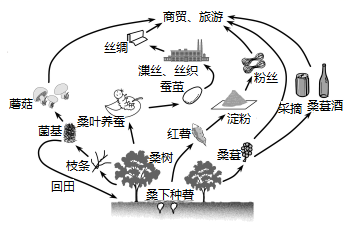 商贸、旅游
丝绸
缫丝、丝织
粉丝
蘑菇
蚕茧
采摘
桑葚酒
菌基
桑叶养蚕
红薯
淀粉
枝条
桑树
桑葚
回田
桑下种薯